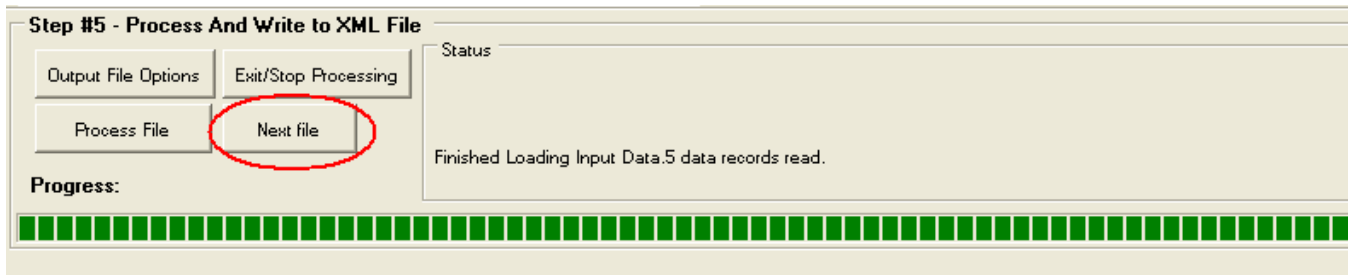 Step #5 - Process And Write to XML File
Status
Output File Options
Exit/Stop Processing
Process File
Next file
Finished Loading Input Data.5 data records read.
Progress: